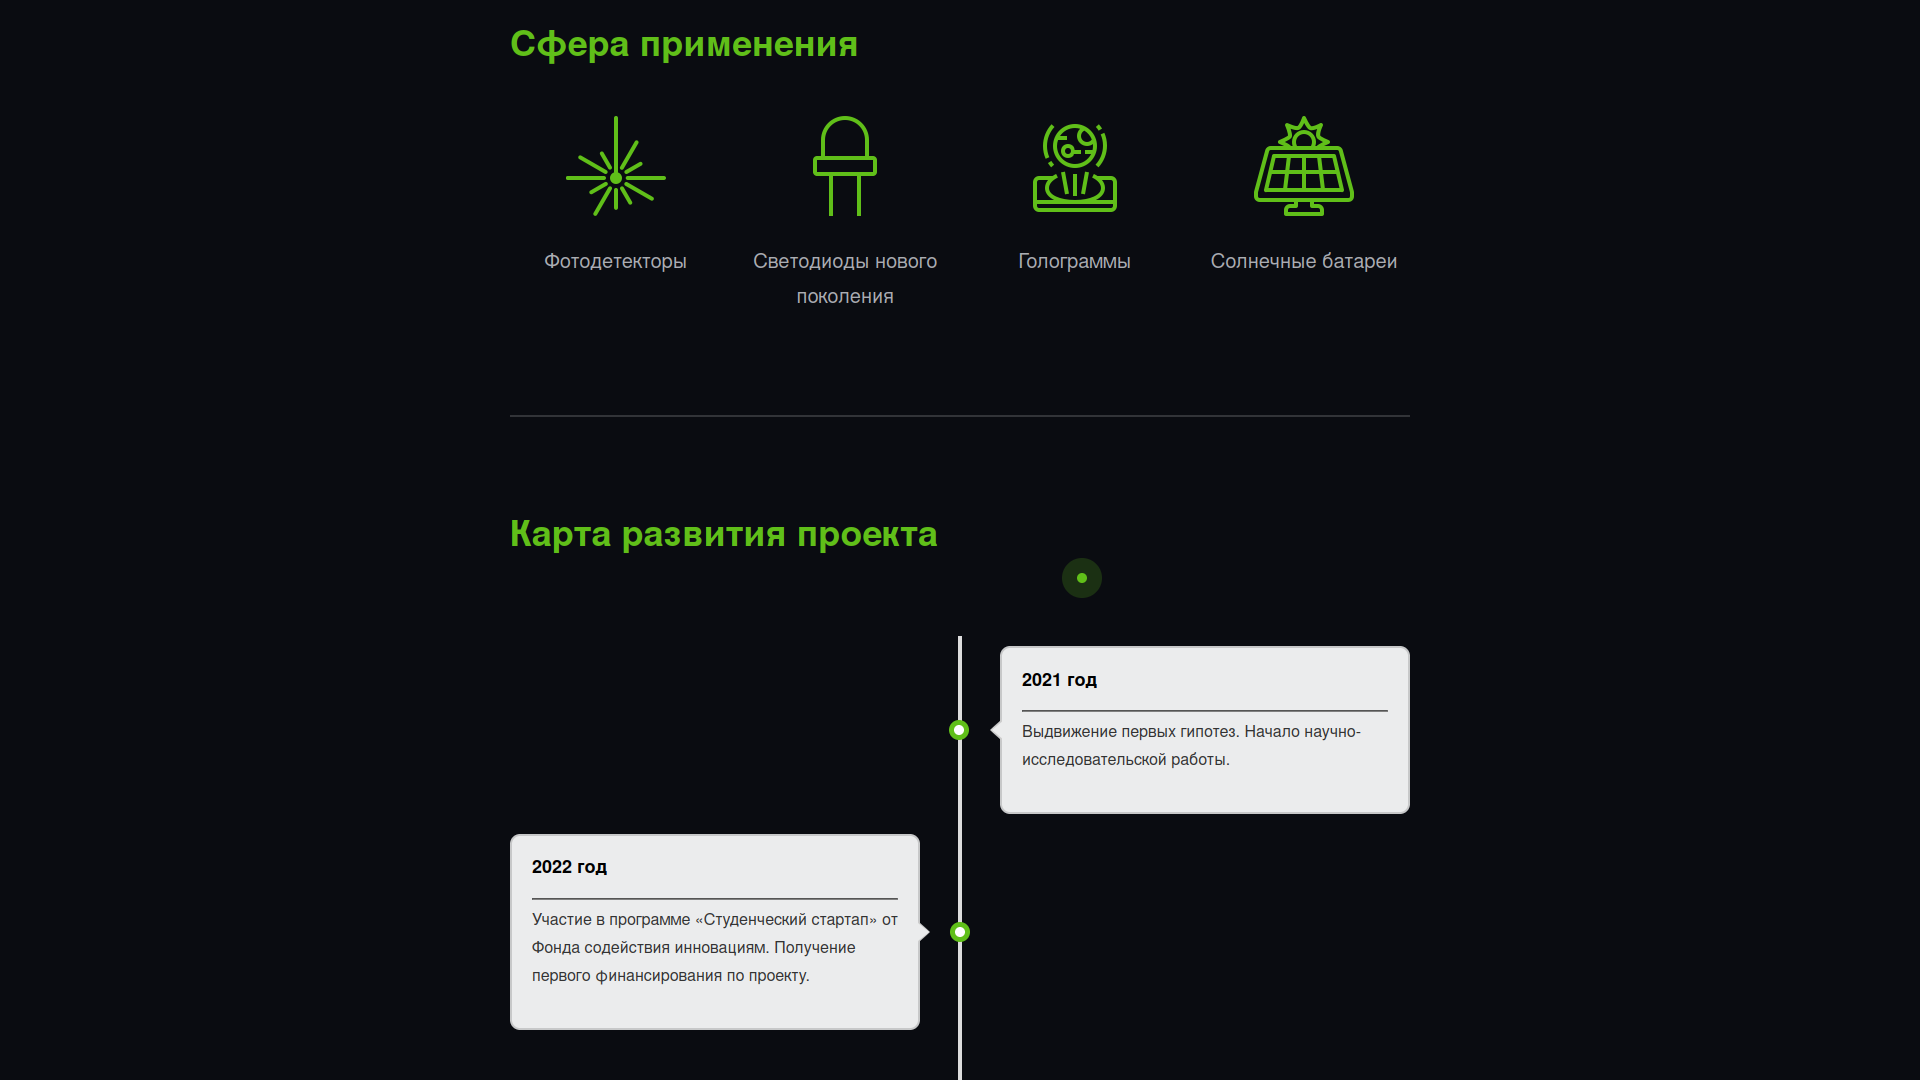 Сфера применения
Фотодетекторы
Светодиоды нового
поколения
Голограммы
Солнечные батареи
Карта развития проекта
2021 год
Выдвижение первых гипотез. Начало научно-
исследовательской работы.
2022 год
Участие в программе «Студенческий стартап» от
Фонда содействия инновациям. Получение
первого финансирования по проекту.